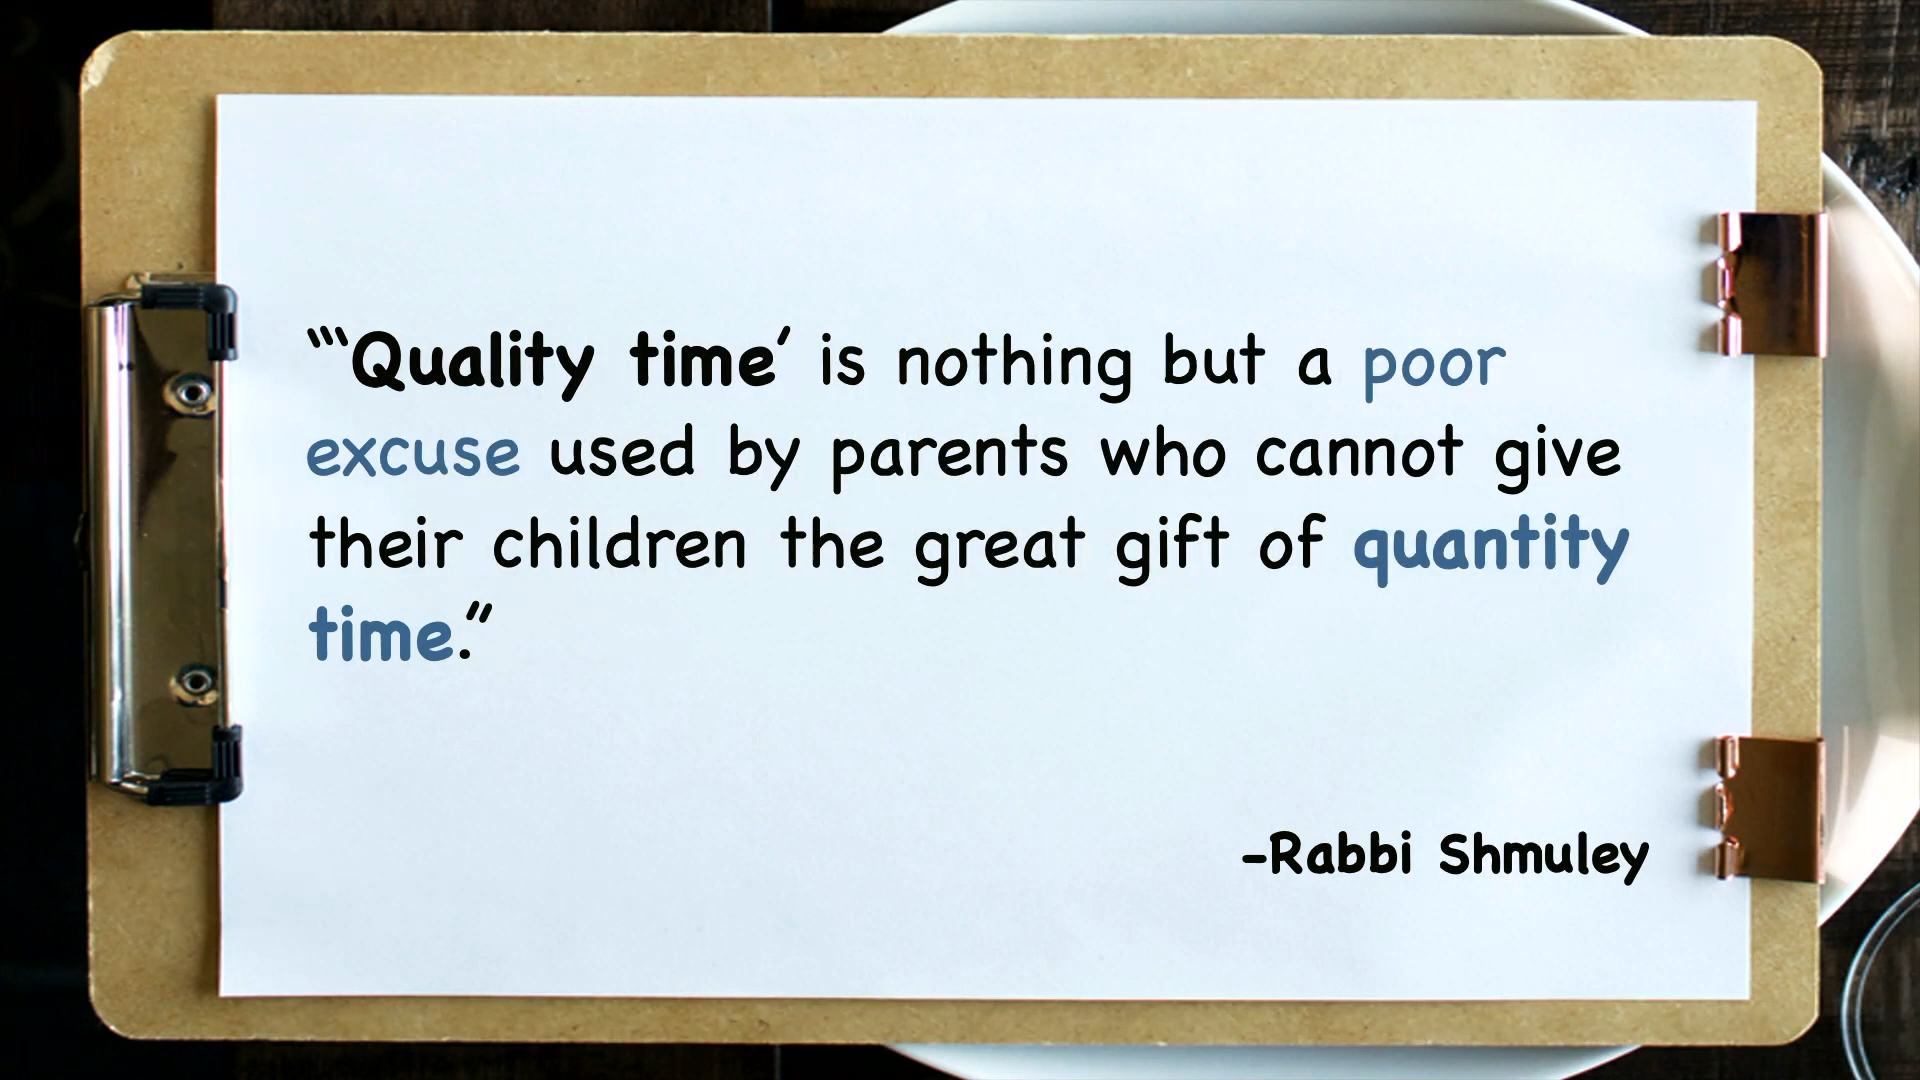 “‘Quality time’ is nothing but a poor
excuse used by parents who cannot give
their children the great gift of quantity
time.”
-Rabbi Shmuley